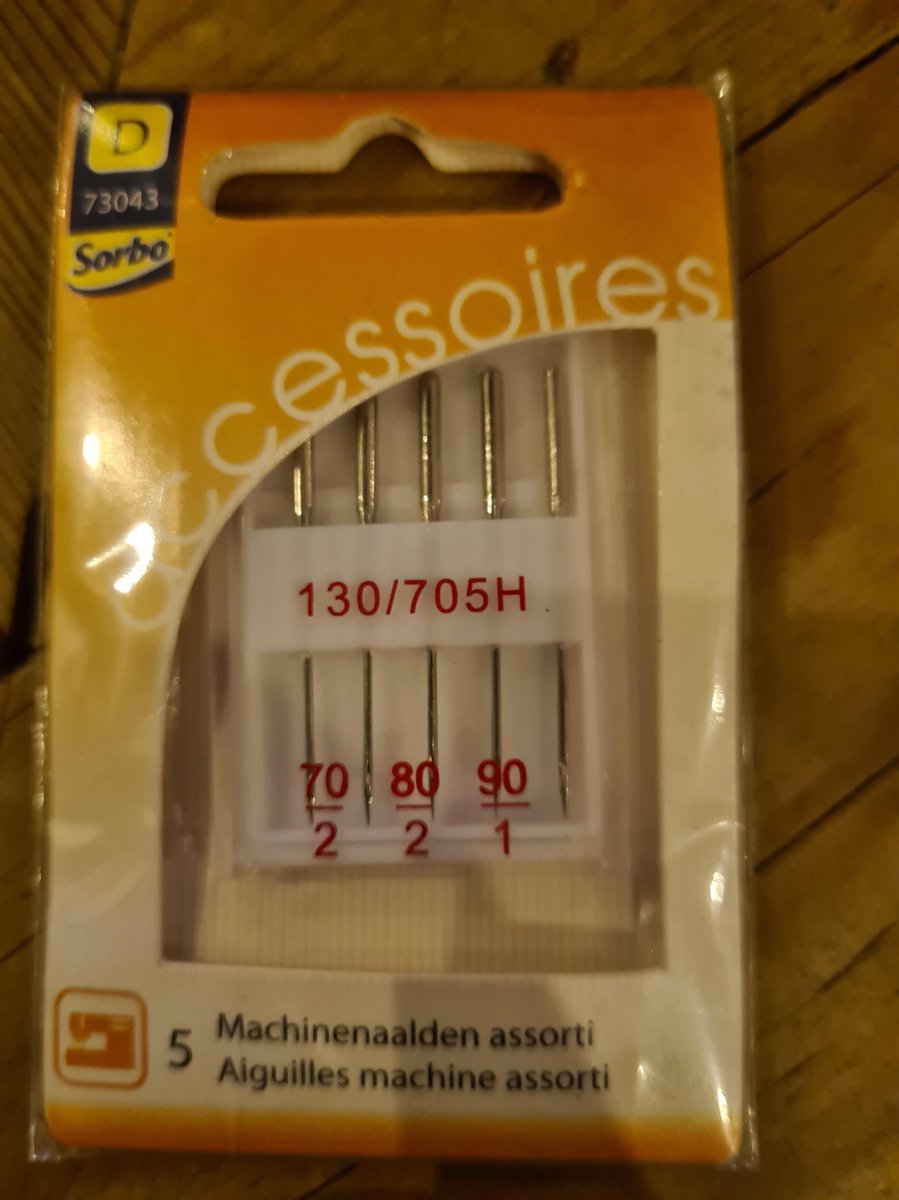 D
73043
Sorbo
accessoires
130/705H
70 80 90
2 2 1
5 Machinenaalden assorti
Aiguilles machine assorti